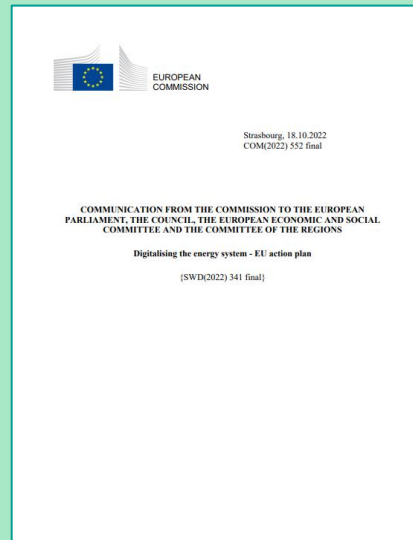 EUROPEAN
COMMISSION
Strasbourg, 18.10.2022
COM(2022) 552 final
COMMUNICATION FROM THE COMMISSION TO THE EUROPEAN
PARLIAMENT, THE COUNCIL, THE EUROPEAN ECONOMIC AND SOCIAL
COMMITTEE AND THE COMMITTEE OF THE REGIONS
Digitalising the energy system - EU action plan
{SWD(2022) 341 final}